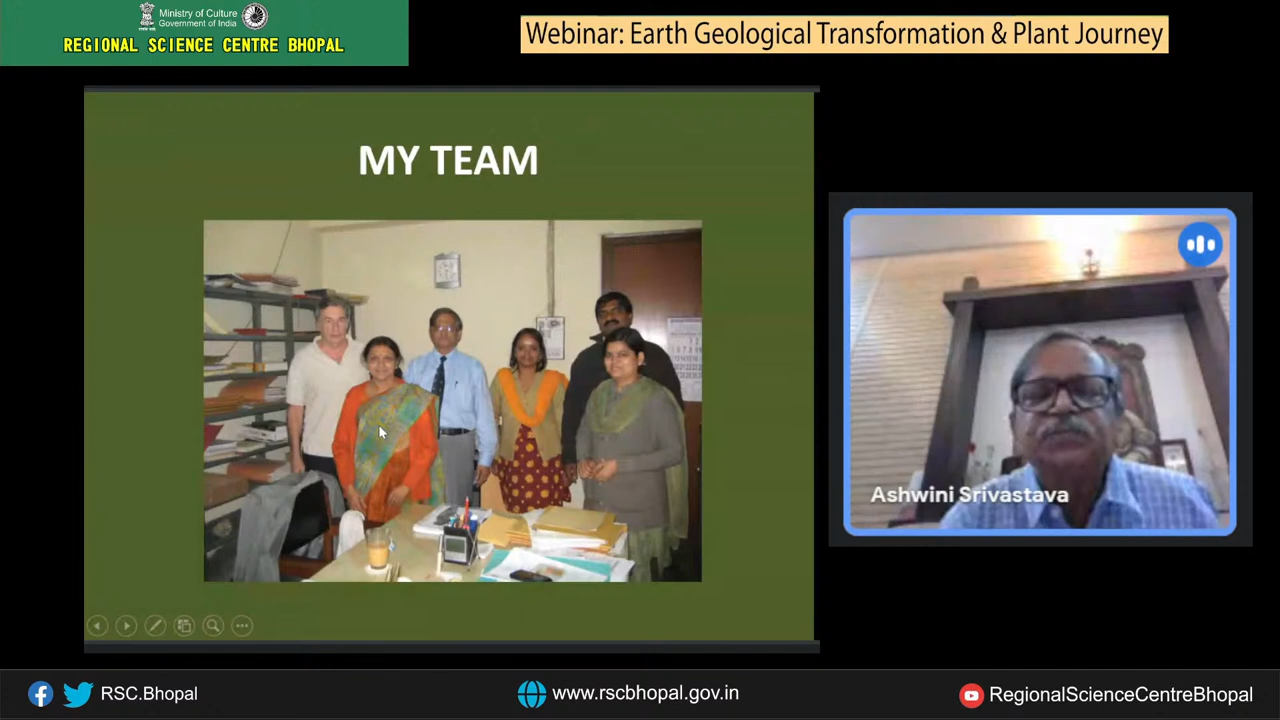 Ministry of Culture
Government of India
REGIONAL SCIENCE CENTRE BHOPAL
Webinar: Earth Geological Transformation & Plant Journey
MY TEAM
Ashwini Srivastava
RSC.Bhopal
www.rscbhopal.gov.in
RegionalScienceCentreBhopal